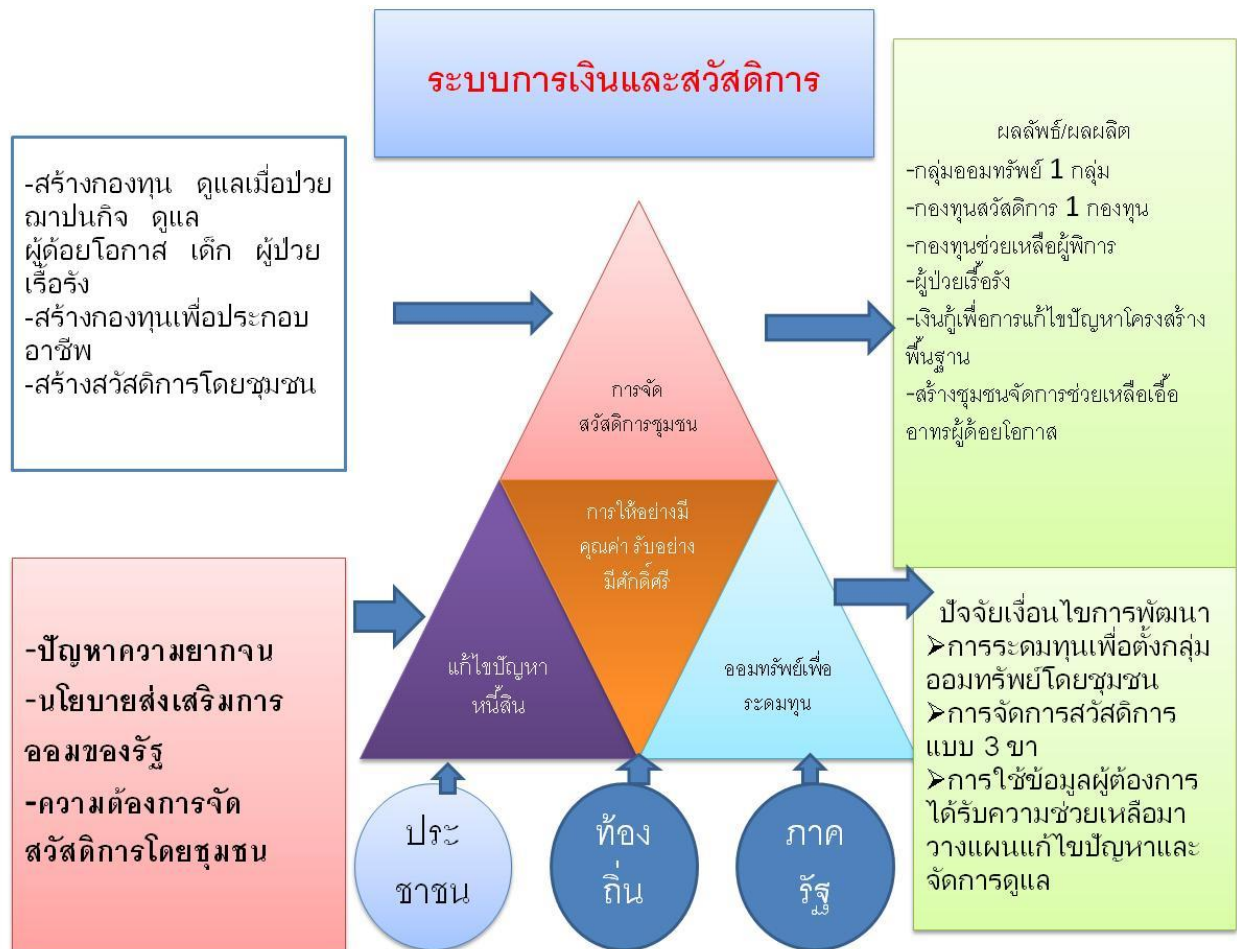 ระบบการเงินและสวัสดิการ
-สร้างกองทุน ดูแลเมื่อป่วย
ฌาปนกิจ ดูแล
ผู้ด้อยโอกาส เด็ก ผู้ป่วย
เรื้อรัง
-สร้างกองทุนเพื่อประกอบ
อาชีพ
-สร้างสวัสดิการโดยชุมชน
ผลลัพธ์/ผลผลิต
-กลุ่มออมทรัพย์ 1 กลุ่ม
-กองทุนสวัสดิการ 1 กองทุน
-กองทุนช่วยเหลือผู้พิการ
-ผู้ป่วยเรื้อรัง
-เงินกู้เพื่อการแก้ไขปัญหาโครงสร้าง
พื้นฐาน
-สร้างชุมชนจัดการช่วยเหลือเอื้อ
อาทรผู้ด้อยโอกาส
การจัด
สวัสดิการชุมชน
การให้อย่างมี
คุณค่า รับอย่าง
มีศักดิ์ศรี
แก้ไขปัญหา
หนี้สิน
ออมทรัพย์เพื่อ
ระดมทุน
-ปัญหาความยากจน
-นโยบายส่งเสริมการ
ออมของรัฐ
-ความต้องการจัด
สวัสดิการโดยชุมชน
ปัจจัยเงื่อนไขการพัฒนา
➢การระดมทุนเพื่อตั้งกลุ่ม
ออมทรัพย์โดยชุมชน
➢การจัดการสวัสดิการ
แบบ 3 ขา
➢การใช้ข้อมูลผู้ต้องการ
ได้รับความช่วยเหลือมา
วางแผนแก้ไขปัญหาและ
จัดการดูแล
ประ
ชาชน
ท้อง
ถิ่น
ภาค
รัฐ